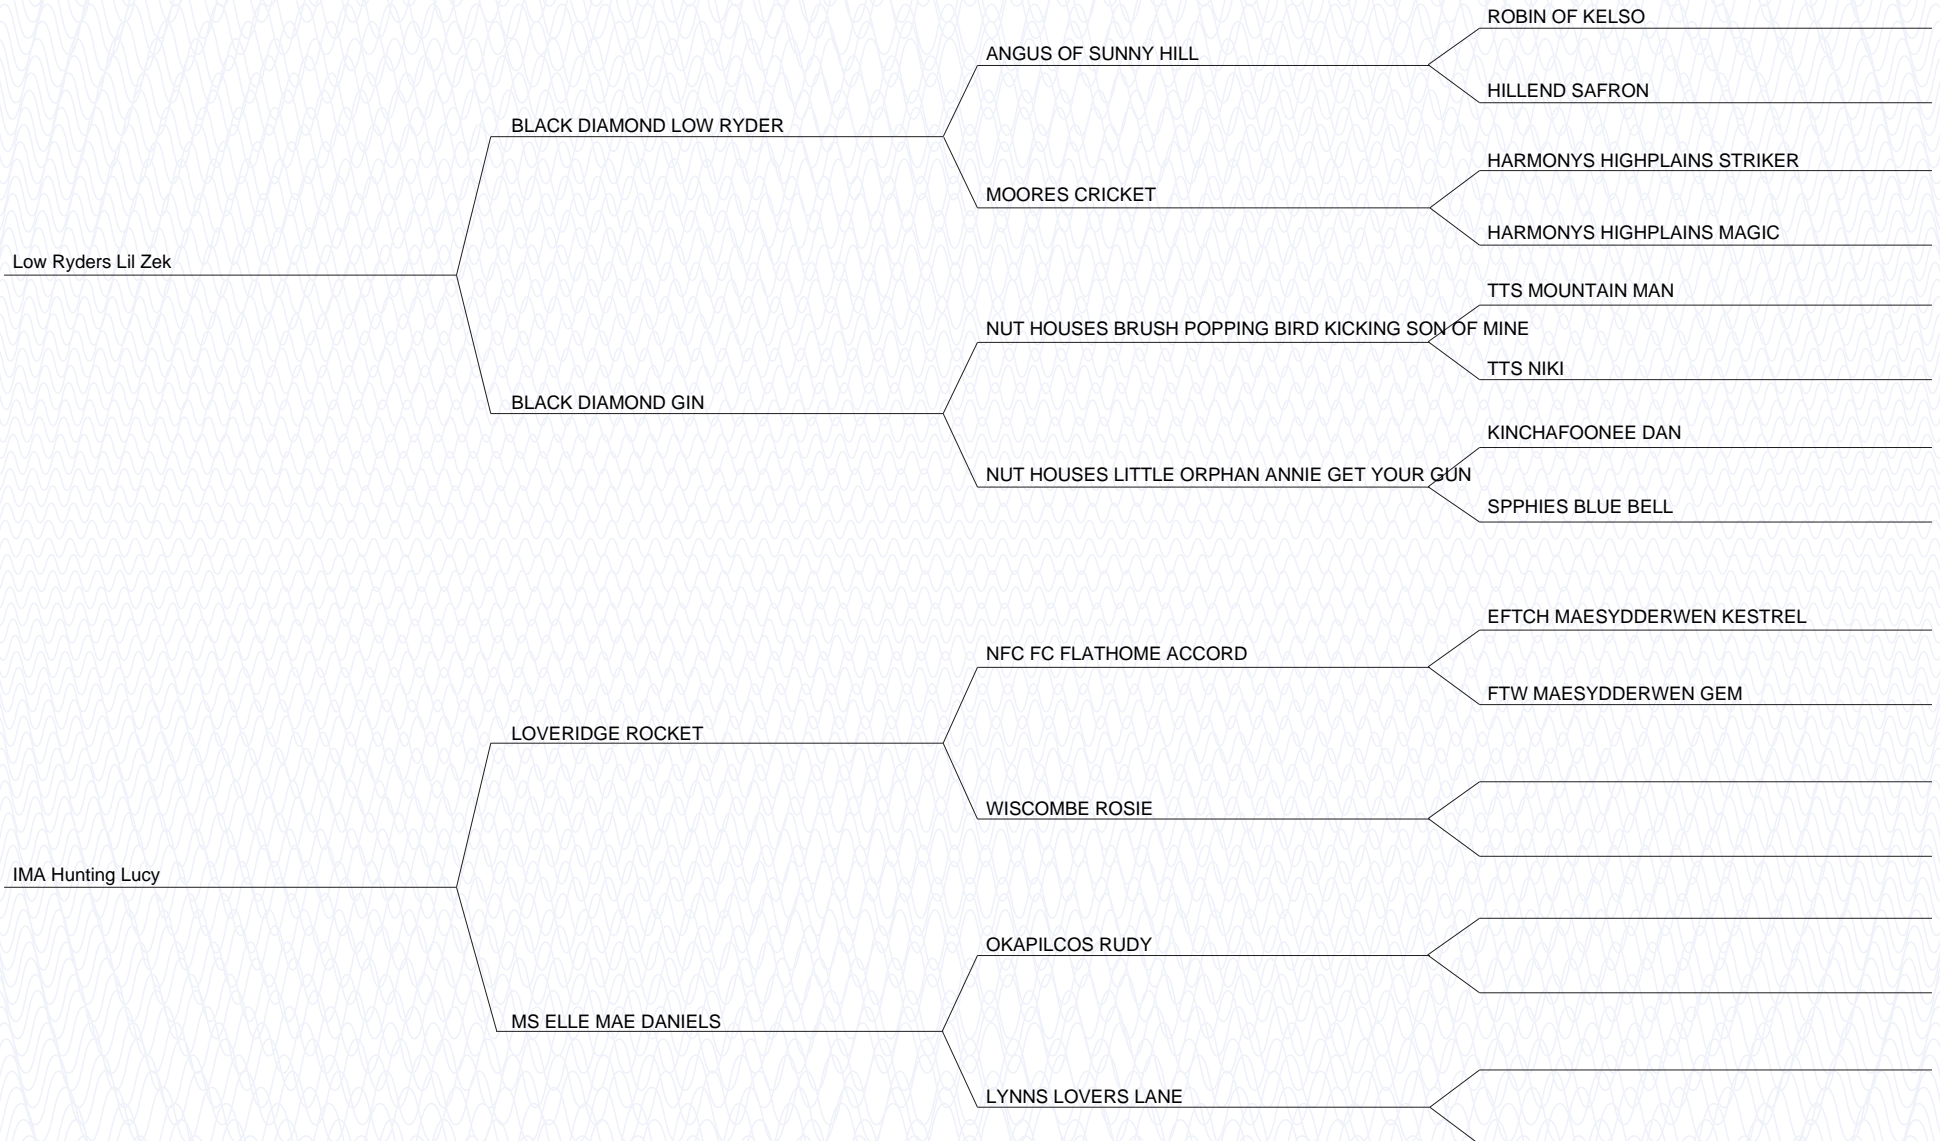 ROBIN OF KELSO
ANGUS OF SUNNY HILL
HILLEND SAFRON
BLACK DIAMOND LOW RYDER
HARMONYS HIGHPLAINS STRIKER
MOORES CRICKET
HARMONYS HIGHPLAINS MAGIC
Low Ryders Lil Zek
TTS MOUNTAIN MAN
NUT HOUSES BRUSH POPPING BIRD KICKING SON OF MINE
TTS NIKI
BLACK DIAMOND GIN
KINCHAFOONEE DAN
NUT HOUSES LITTLE ORPHAN ANNIE GET YOUR GUN
SPPHIES BLUE BELL
EFTCH MAESYDDERWEN KESTREL
NFC FC FLATHOME ACCORD
FTW MAESYDDERWEN GEM
LOVERIDGE ROCKET
WISCOMBE ROSIE
IMA Hunting Lucy
OKAPILCOS RUDY
MS ELLE MAE DANIELS
LYNNS LOVERS LANE